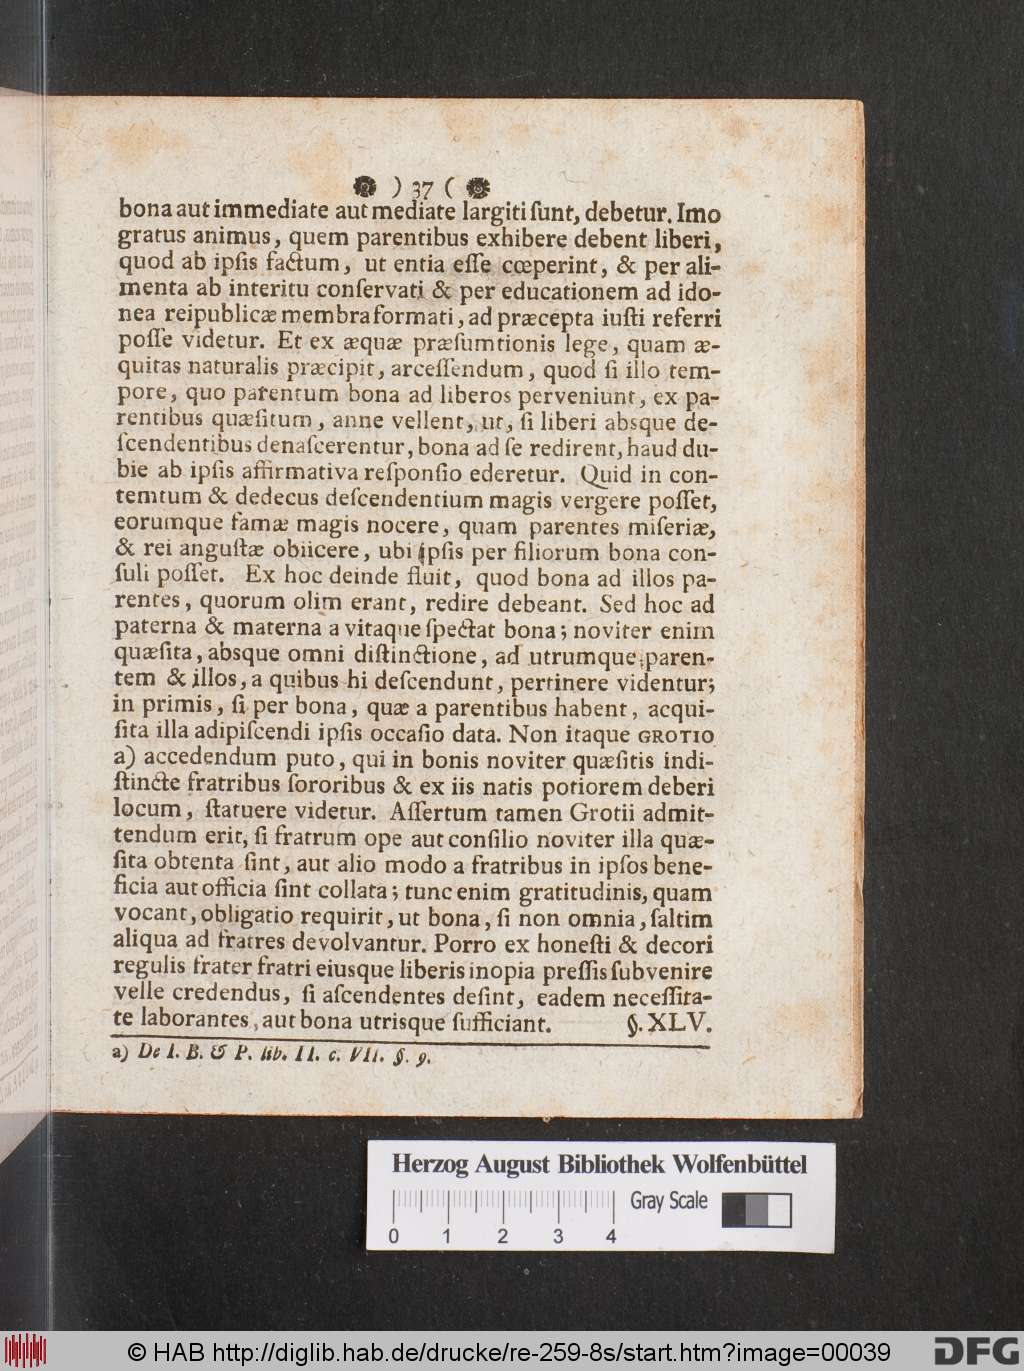 ) 37 (
bona aut immediate aut mediate largiti ſunt, debetur. Imo
gratus animus, quem parentibus exhibere debent liberi,
quod ab ipſis factum, ut entia eſſe cœperint, & per ali-
menta ab interitu conſervati & per educationem ad ido-
nea reipublicæ membra formati, ad præcepta iuſti referri
poſſe videtur. Et ex æquæ præſumtionis lege, quam æ-
quitas naturalis præcipit, arceſſendum, quod ſi illo tem-
pore, quo parentum bona ad liberos perveniunt, ex pa-
rentibus quæſitum, anne vellent, ut, ſi liberi absque de-
ſcendentibus denaſcerentur, bona ad ſe redirent, haud du-
bie ab ipſis affirmativa reſponſio ederetur. Quid in con-
temtum & dedecus deſcendentium magis vergere poſſet,
eorumque famæ magis nocere, quam parentes miſeriæ,
& rei anguſtæ obiicere, ubi ipſis per filiorum bona con-
ſuli poſſet. Ex hoc deinde fluit, quod bona ad illos pa-
rentes, quorum olim erant, redire debeant. Sed hoc ad
paterna & materna avitaque ſpectat bona; noviter enim
quæſita, absque omni diſtinctione, ad utrumque paren-
tem & illos, a quibus hi deſcendunt, pertinere videntur;
in primis, ſi per bona, quæ a parentibus habent, acqui-
ſita illa adipiſcendi ipſis occaſio data. Non itaque GROTIO
a) accedendum puto, qui in bonis noviter quæſitis indi-
ſtincte fratribus ſororibus & ex iis natis potiorem deberi
locum, ſtatuere videtur. Aſſertum tamen Grotii admit-
tendum erit, ſi fratrum ope aut conſilio noviter illa quæ-
ſita obtenta ſint, aut alio modo a fratribus in ipſos bene-
ficia aut officia ſint collata; tunc enim gratitudinis, quam
vocant, obligatio requirit, ut bona, ſi non omnia, ſaltim
aliqua ad fratres devolvantur. Porro ex honeſti & decori
regulis frater fratri eiusque liberis inopia preſſis ſubvenire
velle credendus, ſi aſcendentes deſint, eadem neceſſita-
te laborantes, aut bona utrisque ſufficiant. §. XLV.
a) De I. B. & P. lib. II. c. VII. §. 9.
Herzog August Bibliothek Wolfenbüttel
Gray Scale
0 1 2 3 4
© HAB http://diglib.hab.de/drucke/re-259-8s/start.htm?image=00039
DFG